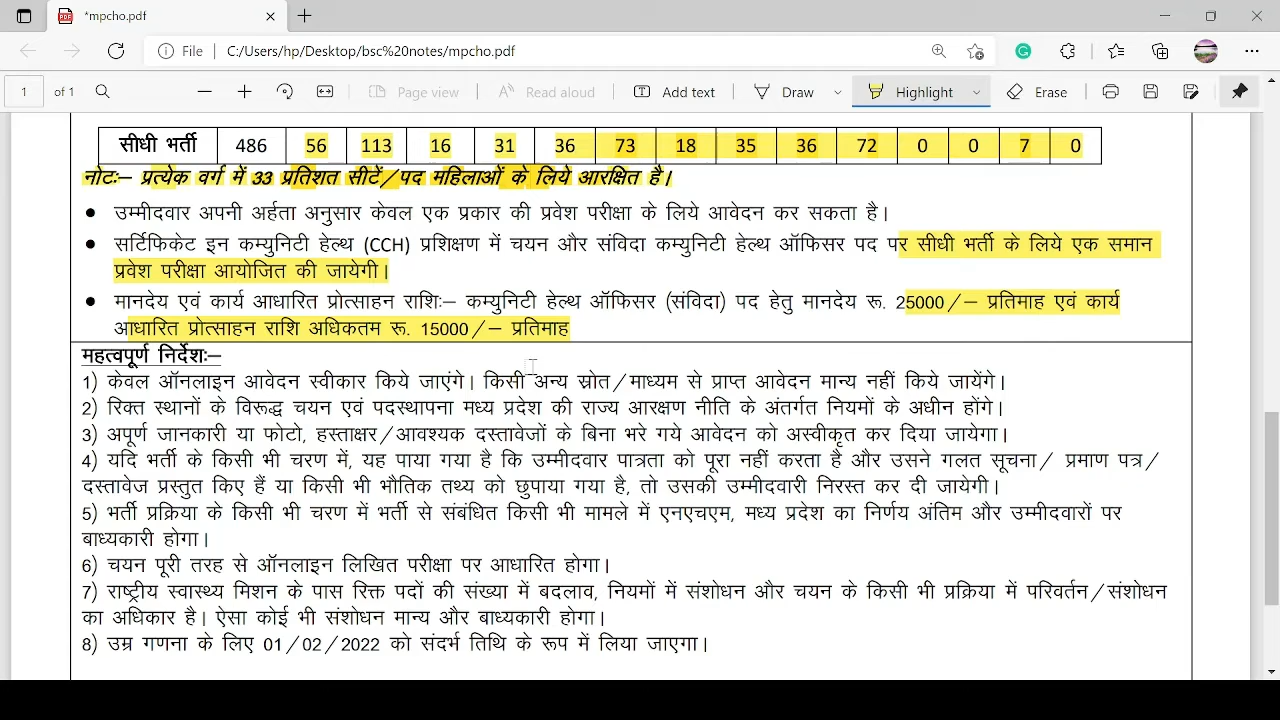 *mpcho.pdf
File C:/Users/hp/Desktop/bsc%20notes/mpcho.pdf
1 of 1 Page view Read aloud Add text Draw Highlight Erase
सीधी भर्ती 486 56 113 16 31 36 73 18 35 36 72 0 0 7 0
नोटः– प्रत्येक वर्ग में 33 प्रतिशत सीटें/पद महिलाओं के लिये आरक्षित है।
● उम्मीदवार अपनी अर्हता अनुसार केवल एक प्रकार की प्रवेश परीक्षा के लिये आवेदन कर सकता है।
● सर्टिफिकेट इन कम्युनिटी हेल्थ (CCH) प्रशिक्षण में चयन और संविदा कम्युनिटी हेल्थ ऑफिसर पद पर सीधी भर्ती के लिये एक समान
प्रवेश परीक्षा आयोजित की जायेगी।
● मानदेय एवं कार्य आधारित प्रोत्साहन राशिः– कम्युनिटी हेल्थ ऑफिसर (संविदा) पद हेतु मानदेय रू. 25000/– प्रतिमाह एवं कार्य
आधारित प्रोत्साहन राशि अधिकतम रू. 15000/– प्रतिमाह
महत्वपूर्ण निर्देशः–
1) केवल ऑनलाइन आवेदन स्वीकार किये जाएंगे। किसी अन्य स्रोत/माध्यम से प्राप्त आवेदन मान्य नहीं किये जायेंगे।
2) रिक्त स्थानों के विरूद्ध चयन एवं पदस्थापना मध्य प्रदेश की राज्य आरक्षण नीति के अंतर्गत नियमों के अधीन होंगे।
3) अपूर्ण जानकारी या फोटो, हस्ताक्षर/आवश्यक दस्तावेजों के बिना भरे गये आवेदन को अस्वीकृत कर दिया जायेगा।
4) यदि भर्ती के किसी भी चरण में, यह पाया गया है कि उम्मीदवार पात्रता को पूरा नहीं करता है और उसने गलत सूचना/ प्रमाण पत्र/
दस्तावेज प्रस्तुत किए हैं या किसी भी भौतिक तथ्य को छुपाया गया है, तो उसकी उम्मीदवारी निरस्त कर दी जायेगी।
5) भर्ती प्रक्रिया के किसी भी चरण में भर्ती से संबंधित किसी भी मामले में एनएचएम, मध्य प्रदेश का निर्णय अंतिम और उम्मीदवारों पर
बाध्यकारी होगा।
6) चयन पूरी तरह से ऑनलाइन लिखित परीक्षा पर आधारित होगा।
7) राष्ट्रीय स्वास्थ्य मिशन के पास रिक्त पदों की संख्या में बदलाव, नियमों में संशोधन और चयन के किसी भी प्रक्रिया में परिवर्तन/संशोधन
का अधिकार है। ऐसा कोई भी संशोधन मान्य और बाध्यकारी होगा।
8) उम्र गणना के लिए 01/02/2022 को संदर्भ तिथि के रूप में लिया जाएगा।